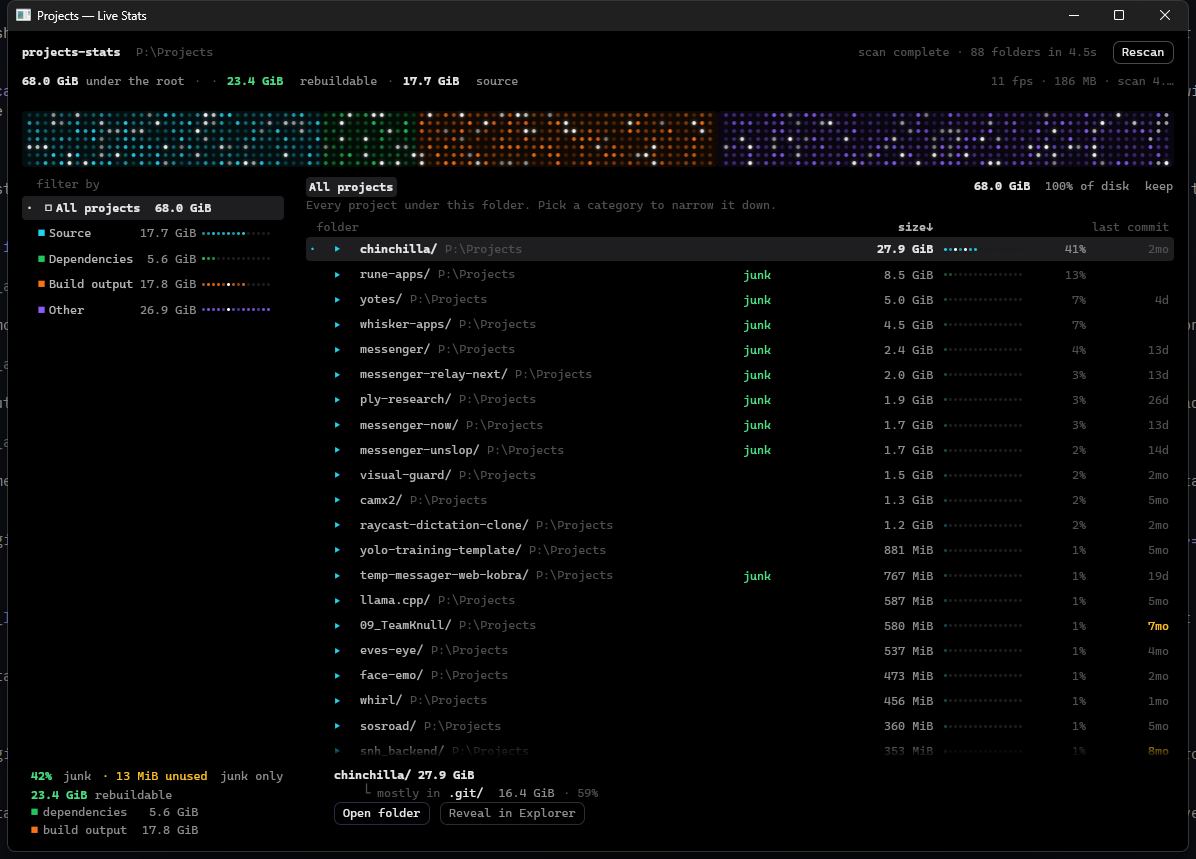 Projects — Live Stats
projects-stats P:\Projects scan complete · 88 folders in 4.5s Rescan
68.0 GiB under the root · · 23.4 GiB rebuildable · 17.7 GiB source 11 fps · 186 MB · scan 4.…
filter by
All projects 68.0 GiB
Source 17.7 GiB
Dependencies 5.6 GiB
Build output 17.8 GiB
Other 26.9 GiB
All projects 68.0 GiB 100% of disk keep
Every project under this folder. Pick a category to narrow it down.
folder size↓ last commit
chinchilla/ P:\Projects 27.9 GiB 41% 2mo
rune-apps/ P:\Projects junk 8.5 GiB 13%
yotes/ P:\Projects junk 5.0 GiB 7% 4d
whisker-apps/ P:\Projects junk 4.5 GiB 7%
messenger/ P:\Projects junk 2.4 GiB 4% 13d
messenger-relay-next/ P:\Projects junk 2.0 GiB 3% 13d
ply-research/ P:\Projects junk 1.9 GiB 3% 26d
messenger-now/ P:\Projects junk 1.7 GiB 3% 13d
messenger-unslop/ P:\Projects junk 1.7 GiB 2% 14d
visual-guard/ P:\Projects 1.5 GiB 2% 2mo
camx2/ P:\Projects 1.3 GiB 2% 5mo
raycast-dictation-clone/ P:\Projects 1.2 GiB 2% 2mo
yolo-training-template/ P:\Projects 881 MiB 1% 5mo
temp-messager-web-kobra/ P:\Projects junk 767 MiB 1% 19d
llama.cpp/ P:\Projects 587 MiB 1% 5mo
09_TeamKnull/ P:\Projects 580 MiB 1% 7mo
eves-eye/ P:\Projects 537 MiB 1% 4mo
face-emo/ P:\Projects 473 MiB 1% 2mo
whirl/ P:\Projects 456 MiB 1% 1mo
sosroad/ P:\Projects 360 MiB 1% 5mo
snh_backend/ P:\Projects 353 MiB 1% 8mo
42% junk · 13 MiB unused junk only
23.4 GiB rebuildable
dependencies 5.6 GiB
build output 17.8 GiB
chinchilla/ 27.9 GiB
└ mostly in .git/ 16.4 GiB · 59%
Open folder Reveal in Explorer